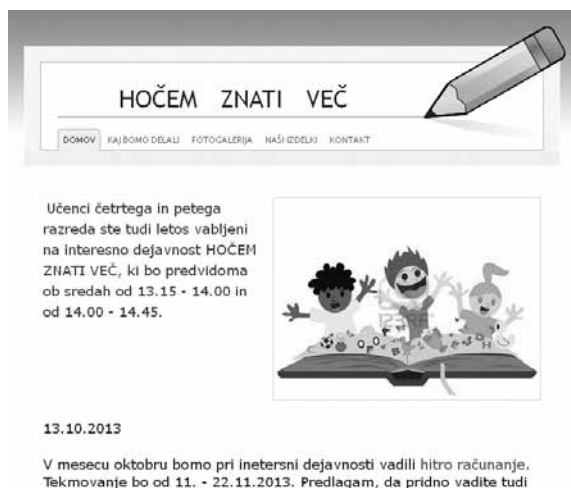 HOČEM ZNATI VEČ
DOMOV KAJ BOMO DELALI FOTOGALERIJA NAŠI IZDELKI KONTAKT
Učenci četrtega in petega
razreda ste tudi letos vabljeni
na interesno dejavnost HOČEM
ZNATI VEČ, ki bo predvidoma
ob sredah od 13.15 - 14.00 in
od 14.00 - 14.45.
13.10.2013
V mesecu oktobru bomo pri inetersni dejavnosti vadili hitro računanje.
Tekmovanje bo od 11. - 22.11.2013. Predlagam, da pridno vadite tudi